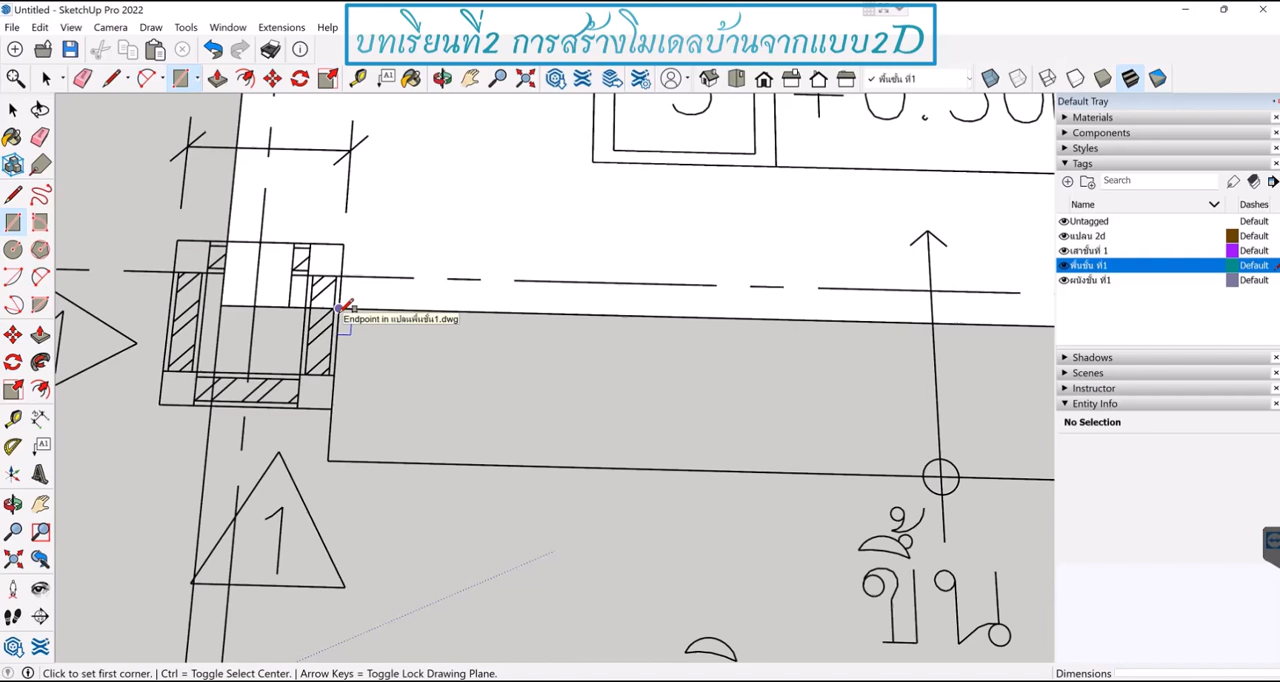 Untitled - SketchUp Pro 2022
บทเรียนที่2 การสร้างโมเดลบ้านจากแบบ2D
File Edit View Camera Draw Tools Window Extensions Help
✓ พื้นชั้น ที่1
Default Tray
Materials
Components
Styles
Tags
Search
Name Dashes
Untagged Default
แปลน 2d Default
เสาชั้นที่ 1 Default
พื้นชั้น ที่1 Default
ผนังชั้น ที่1 Default
Shadows
Scenes
Instructor
Entity Info
No Selection
Endpoint in แปลนพื้นชั้น1.dwg
1
ขึ้น
Click to set first corner. | Ctrl = Toggle Select Center. | Arrow Keys = Toggle Lock Drawing Plane.
Dimensions